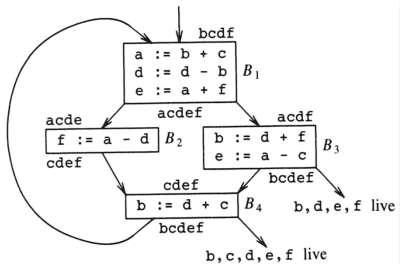 bcdf
a := b + c
d := d - b
e := a + f
B1
acdef
acde
f := a - d
B2
cdef
acdf
b := d + f
e := a - c
B3
bcdef
b,d,e,f live
cdef
b := d + c
B4
bcdef
b,c,d,e,f live